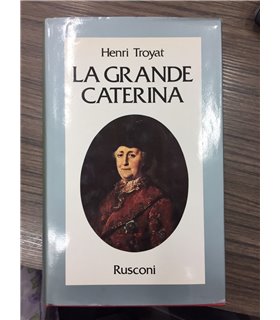 Henri Troyat
LA GRANDE
CATERINA
Rusconi